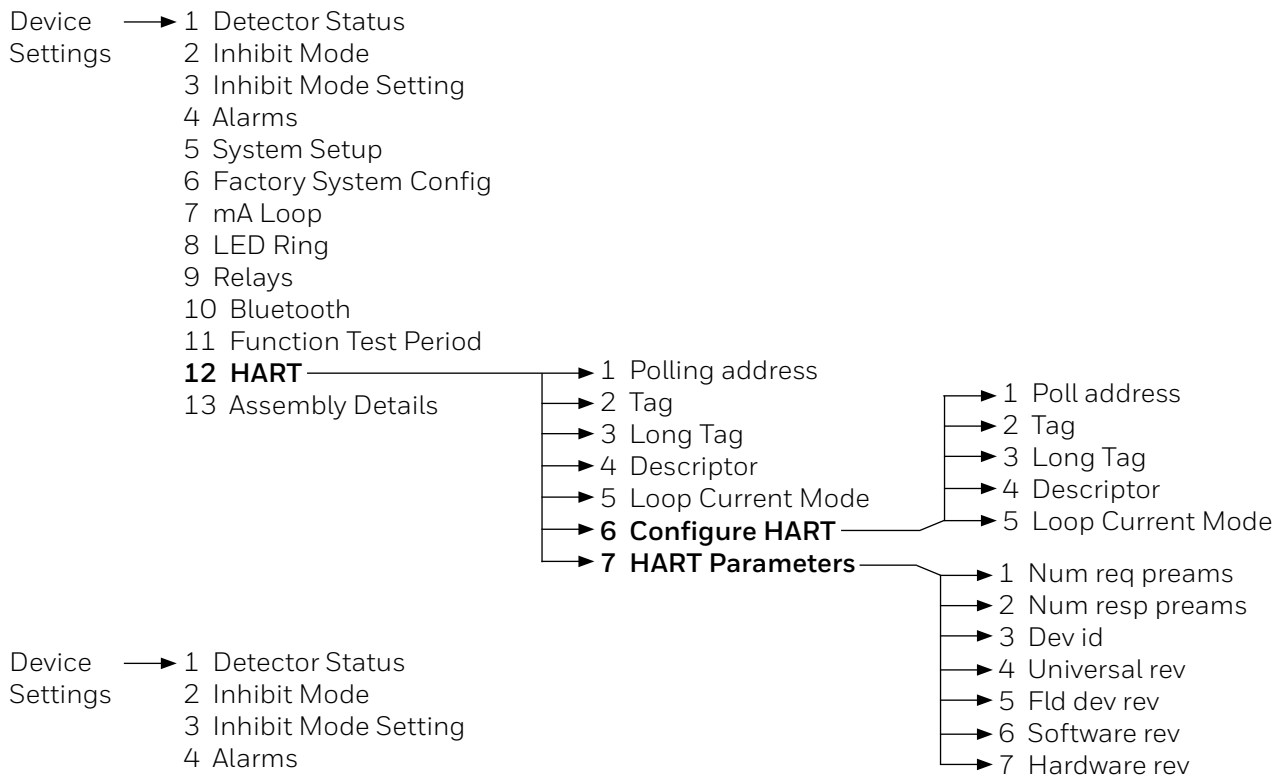 Device
Settings
1 Detector Status
2 Inhibit Mode
3 Inhibit Mode Setting
4 Alarms
5 System Setup
6 Factory System Config
7 mA Loop
8 LED Ring
9 Relays
10 Bluetooth
11 Function Test Period
12 HART
13 Assembly Details
1 Polling address
2 Tag
3 Long Tag
4 Descriptor
5 Loop Current Mode
6 Configure HART
7 HART Parameters
1 Poll address
2 Tag
3 Long Tag
4 Descriptor
5 Loop Current Mode
1 Num req preams
2 Num resp preams
3 Dev id
4 Universal rev
5 Fld dev rev
6 Software rev
7 Hardware rev
Device
Settings
1 Detector Status
2 Inhibit Mode
3 Inhibit Mode Setting
4 Alarms